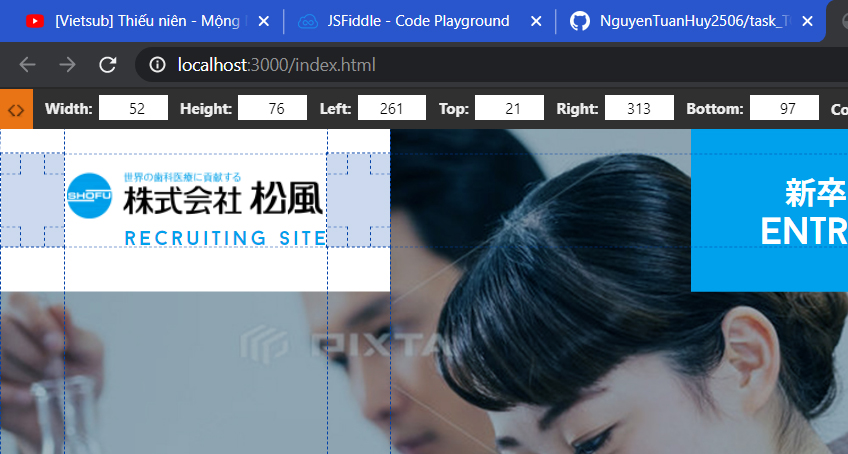 [Vietsub] Thiếu niên - Mộng
JSFiddle - Code Playground
NguyenTuanHuy2506/task_T
localhost:3000/index.html
Width: 52 Height: 76 Left: 261 Top: 21 Right: 313 Bottom: 97 Co
世界の歯科医療に貢献する
SHOFU
株式会社 松風
RECRUITING SITE
新卒
ENTR
PIXTA